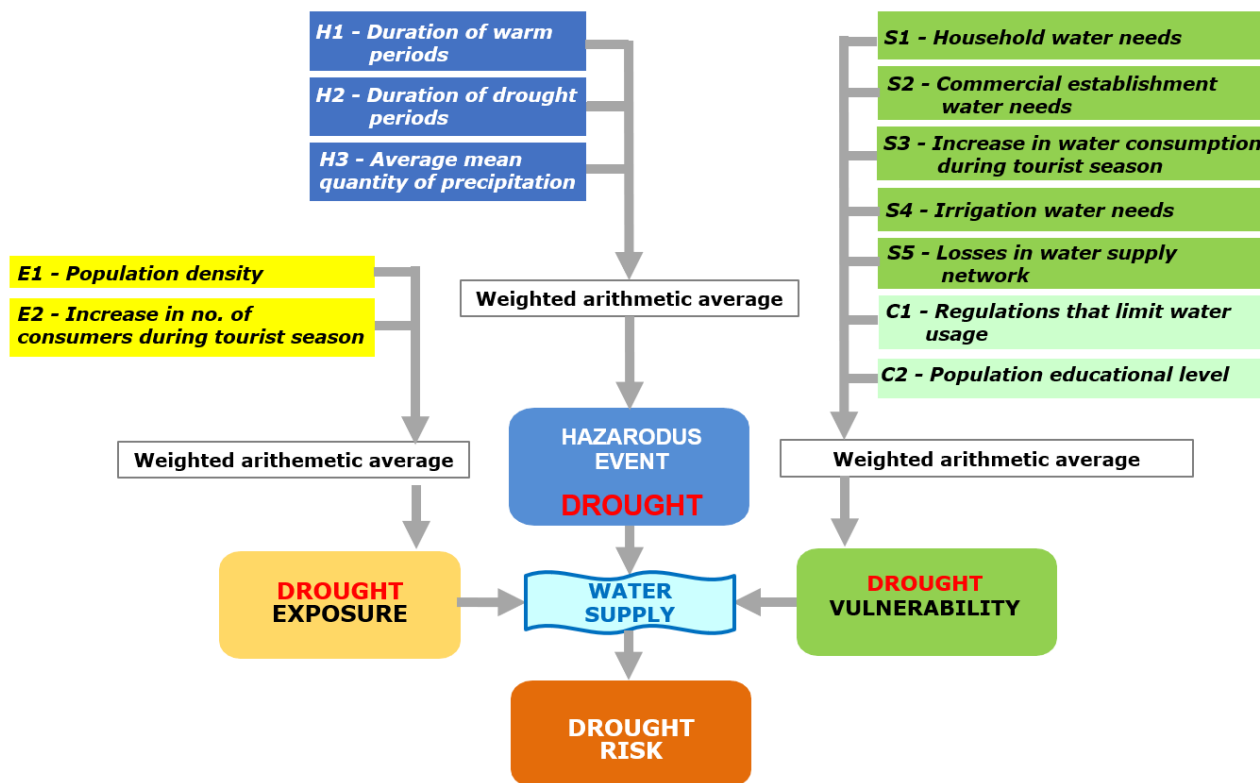 H1 - Duration of warm
periods
H2 - Duration of drought
periods
H3 - Average mean
quantity of precipitation
S1 - Household water needs
S2 - Commercial establishment
water needs
S3 - Increase in water consumption
during tourist season
S4 - Irrigation water needs
S5 - Losses in water supply
network
C1 - Regulations that limit water
usage
C2 - Population educational level
E1 - Population density
E2 - Increase in no. of
consumers during tourist season
Weighted arithmetic average
Weighted arithemetic average
Weighted arithmetic average
HAZARODUS
EVENT
DROUGHT
DROUGHT
EXPOSURE
WATER
SUPPLY
DROUGHT
VULNERABILITY
DROUGHT
RISK